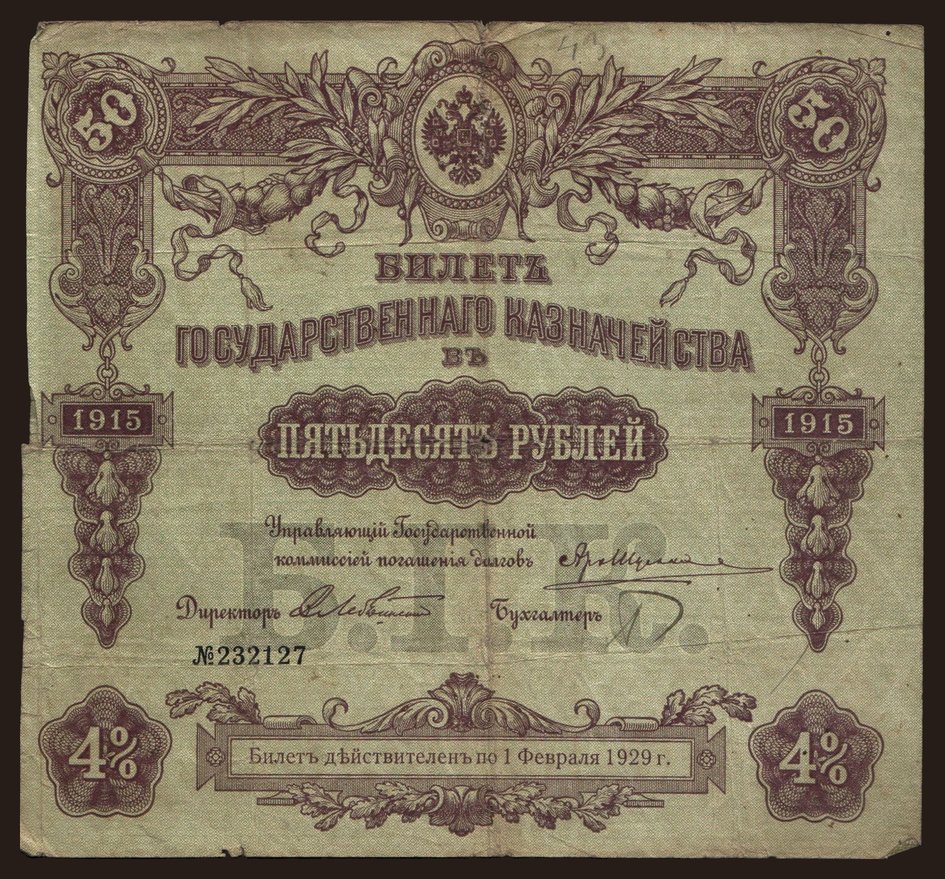 43
50
50
БИЛЕТЪ
ГОСУДАРСТВЕННАГО КАЗНАЧЕЙСТВА
ВЪ
1915
1915
ПЯТЬДЕСЯТЪ РУБЛЕЙ
Б.Г.К.
Управляющій Государственной
коммиссіей погашенія долговъ
Директоръ
Бухгалтеръ
№232127
4%
4%
Билетъ дѣйствителенъ по 1 Февраля 1929 г.